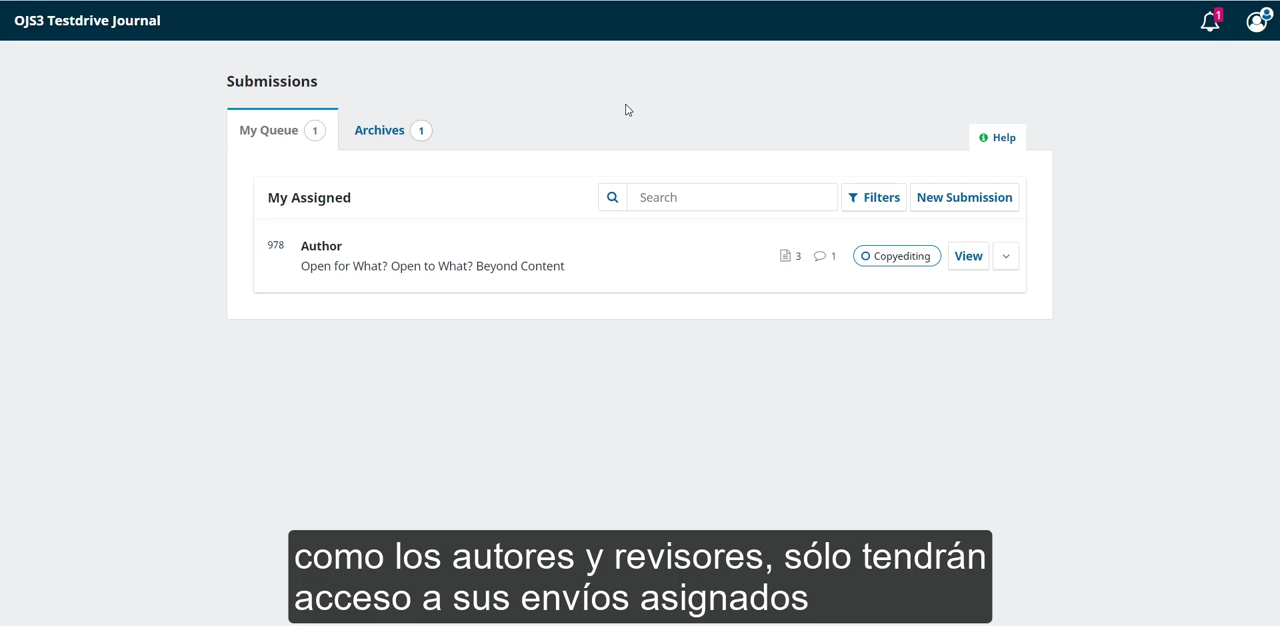 OJS3 Testdrive Journal
1
Submissions
My Queue 1
Archives 1
Help
My Assigned
Search
Filters
New Submission
978
Author
Open for What? Open to What? Beyond Content
3
1
Copyediting
View
como los autores y revisores, sólo tendrán
acceso a sus envíos asignados